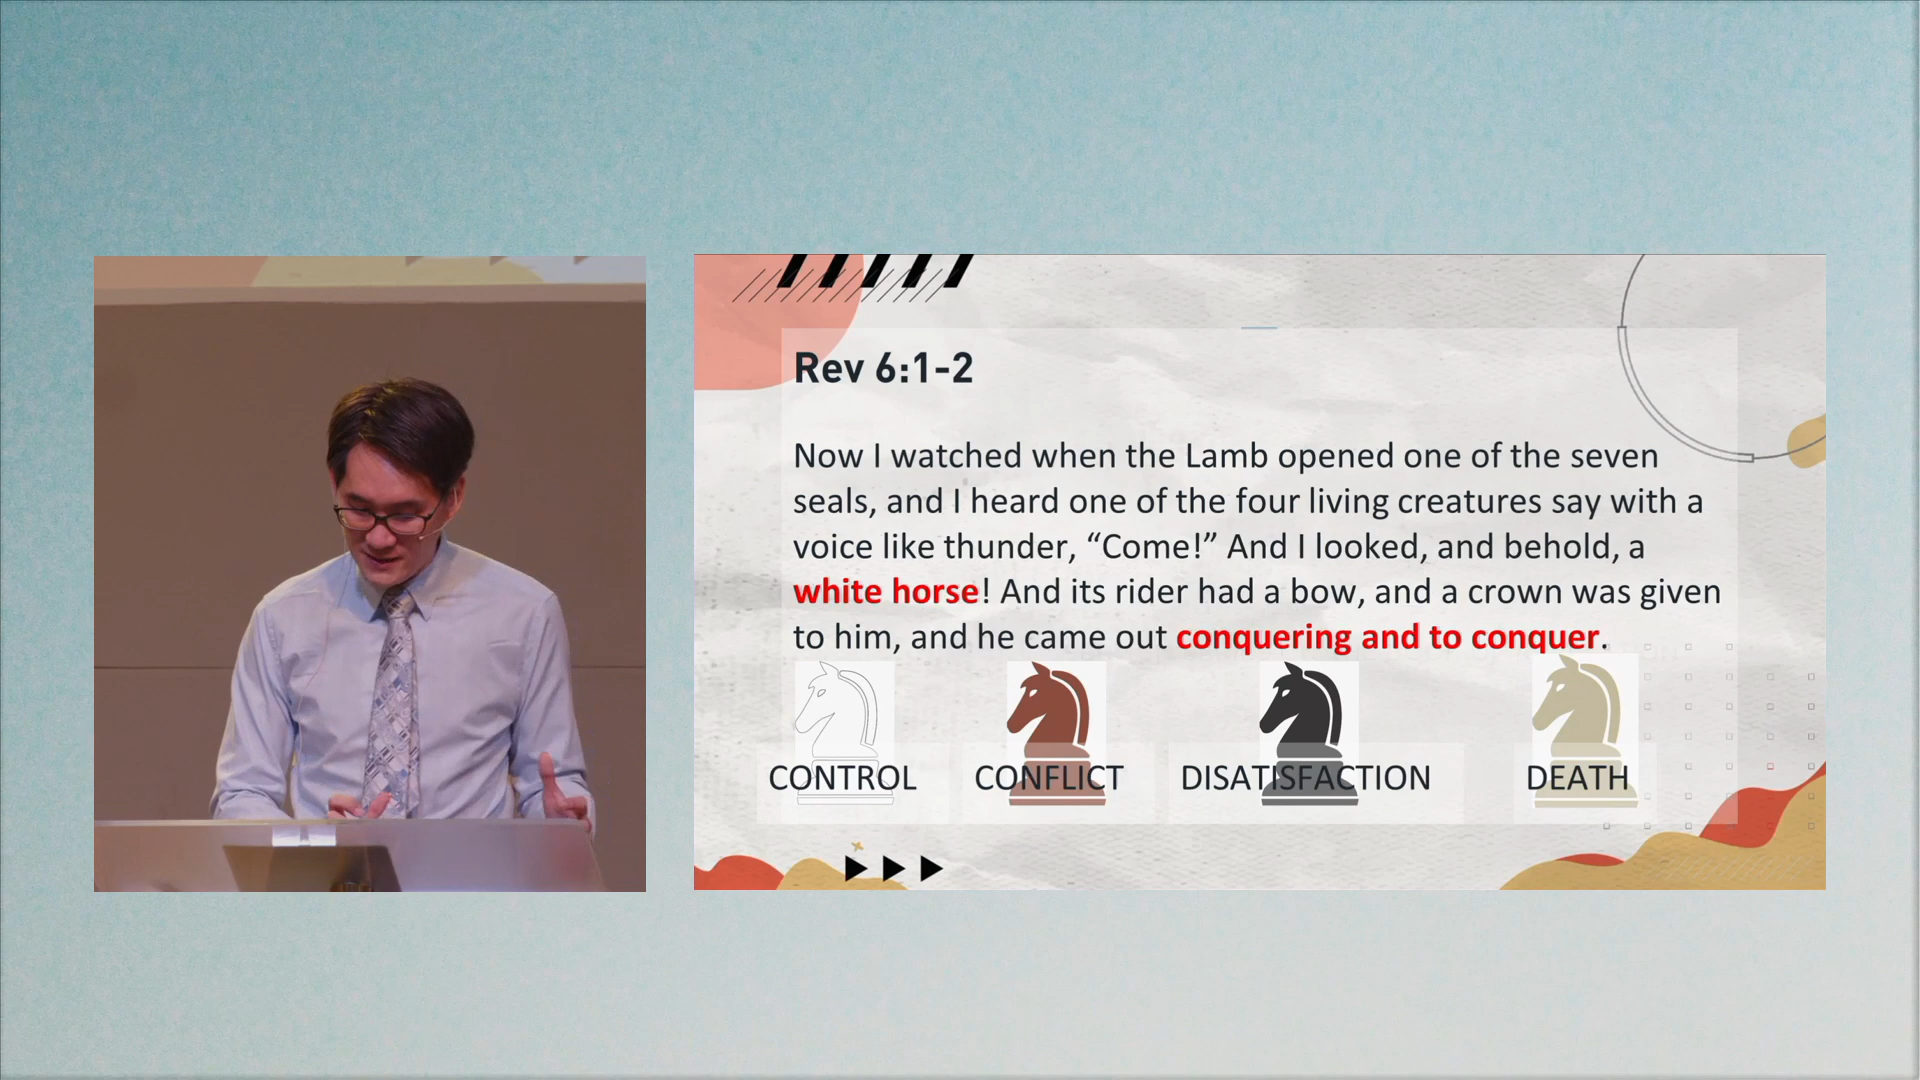 Rev 6:1-2
Now I watched when the Lamb opened one of the seven
seals, and I heard one of the four living creatures say with a
voice like thunder, “Come!” And I looked, and behold, a
white horse! And its rider had a bow, and a crown was given
to him, and he came out conquering and to conquer.
CONTROL
CONFLICT
DISATISFACTION
DEATH